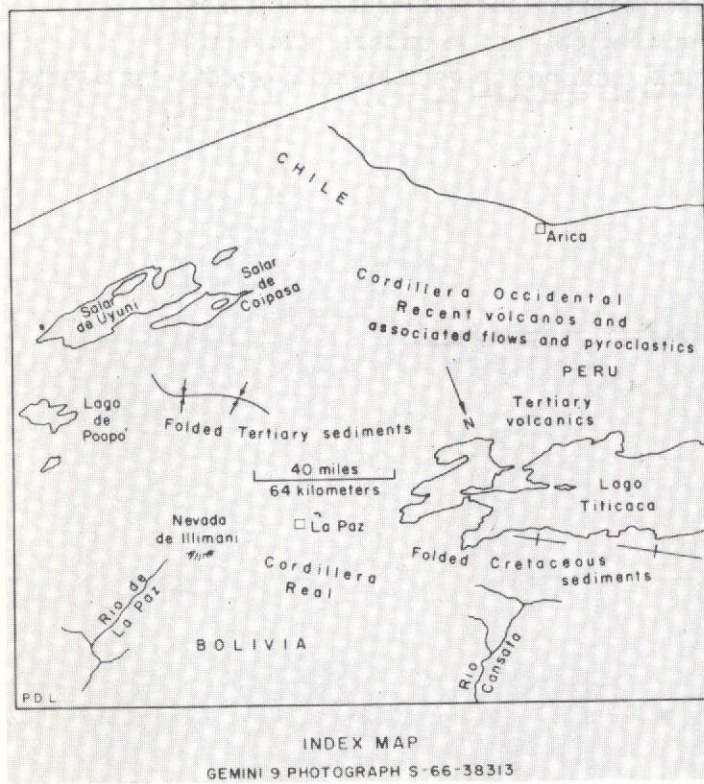 CHILE
Arica
Salar
de Uyuni
Salar
de
Coipasa
Cordillera Occidental
Recent volcanos and
associated flows and pyroclastics
PERU
Lago
de
Poopo'
Folded Tertiary sediments
N
Tertiary
volcanics
40 miles
64 kilometers
Lago
Titicaca
Nevada
de Illimani
La Paz
Folded Cretaceous
sediments
Cordillera
Real
Rio de
La Paz
BOLIVIA
Rio
Cansata
PDL
INDEX MAP
GEMINI 9 PHOTOGRAPH S-66-38313